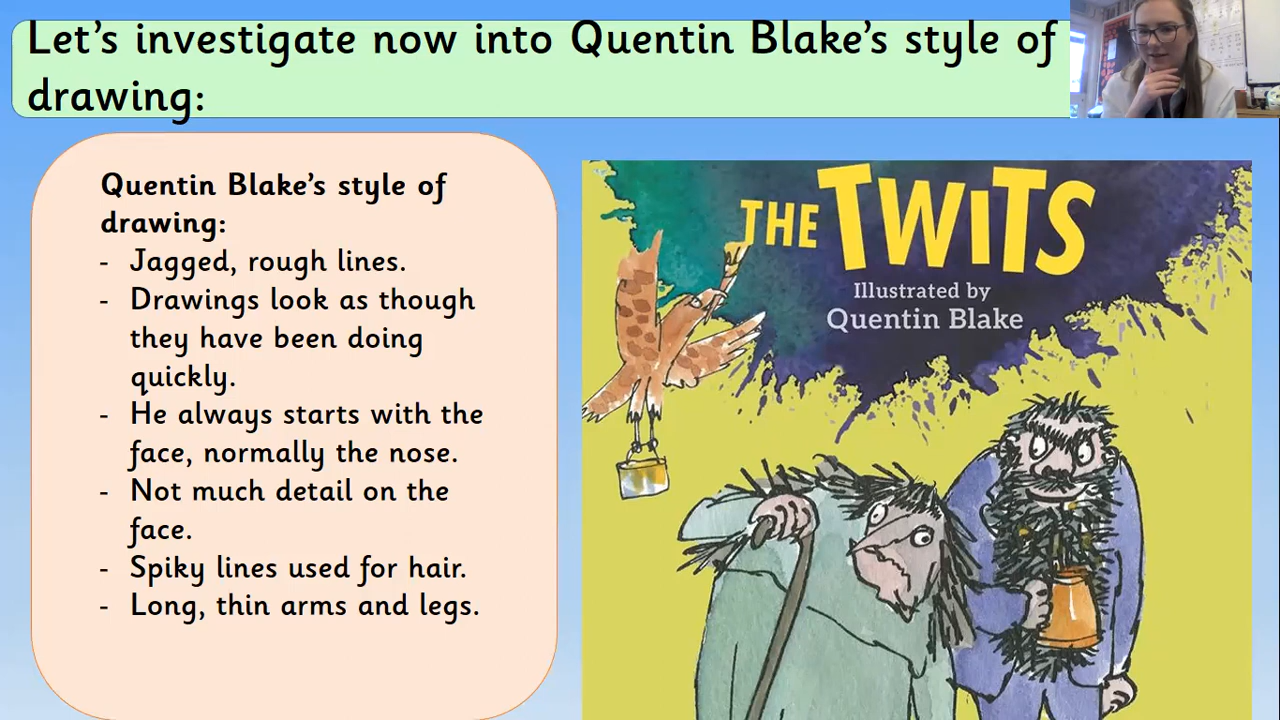 Let's investigate now into Quentin Blake's style of
drawing:
Quentin Blake's style of
drawing:
- Jagged, rough lines.
- Drawings look as though
they have been doing
quickly.
- He always starts with the
face, normally the nose.
- Not much detail on the
face.
- Spiky lines used for hair.
- Long, thin arms and legs.
THE TWITS
Illustrated by
Quentin Blake